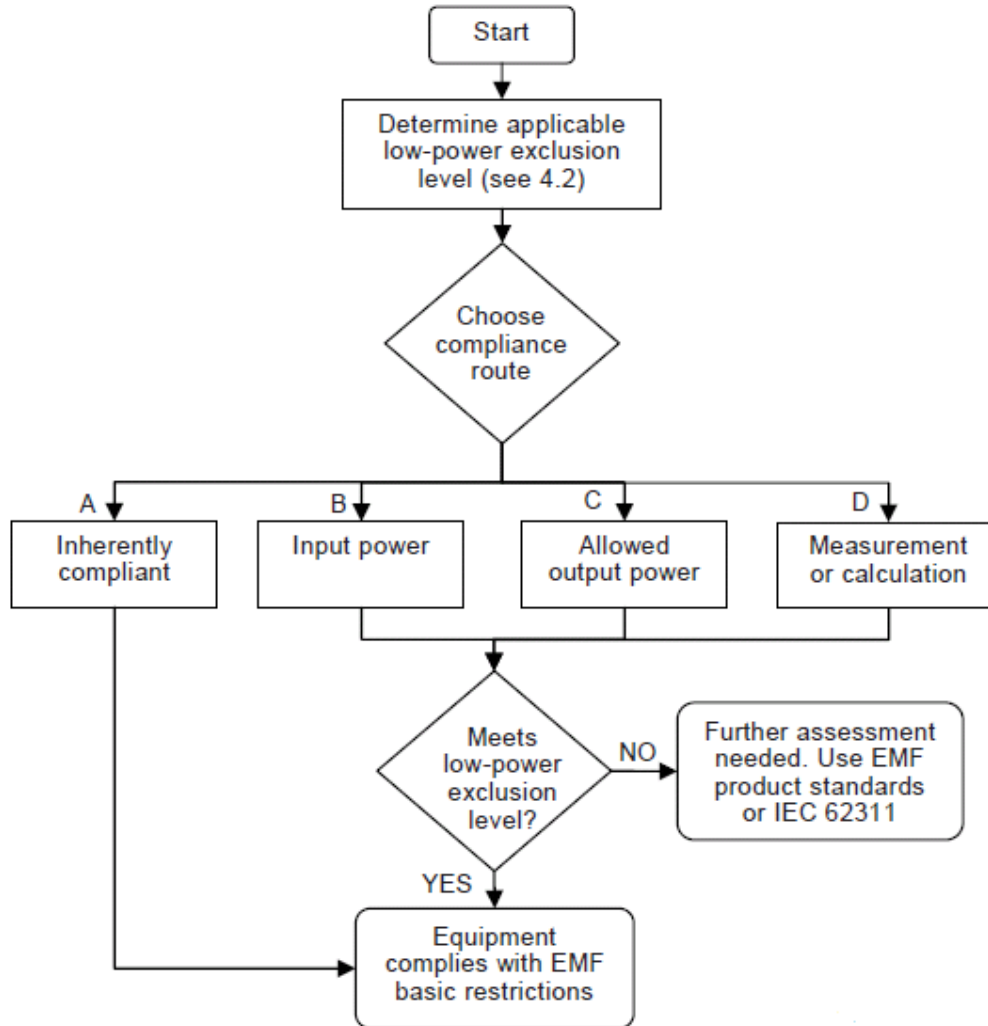 Start
Determine applicable
low-power exclusion
level (see 4.2)
Choose
compliance
route
A
B
C
D
Inherently
compliant
Input power
Allowed
output power
Measurement
or calculation
Meets
low-power
exclusion
level?
NO
Further assessment
needed. Use EMF
product standards
or IEC 62311
YES
Equipment
complies with EMF
basic restrictions